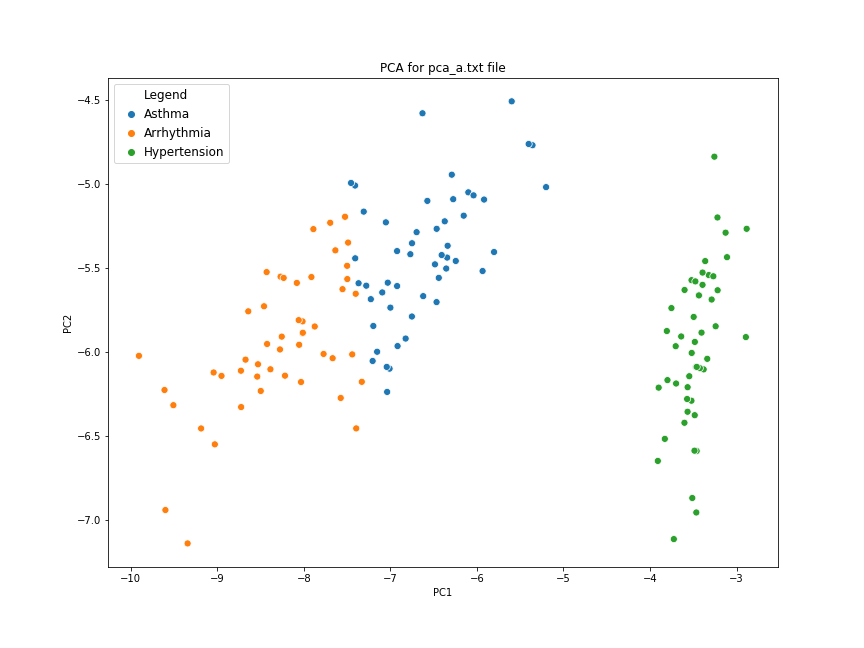 PCA for pca_a.txt file
Legend
Asthma
Arrhythmia
Hypertension
−4.5
−5.0
−5.5
−6.0
−6.5
−7.0
PC2
−10
−9
−8
−7
−6
−5
−4
−3
PC1